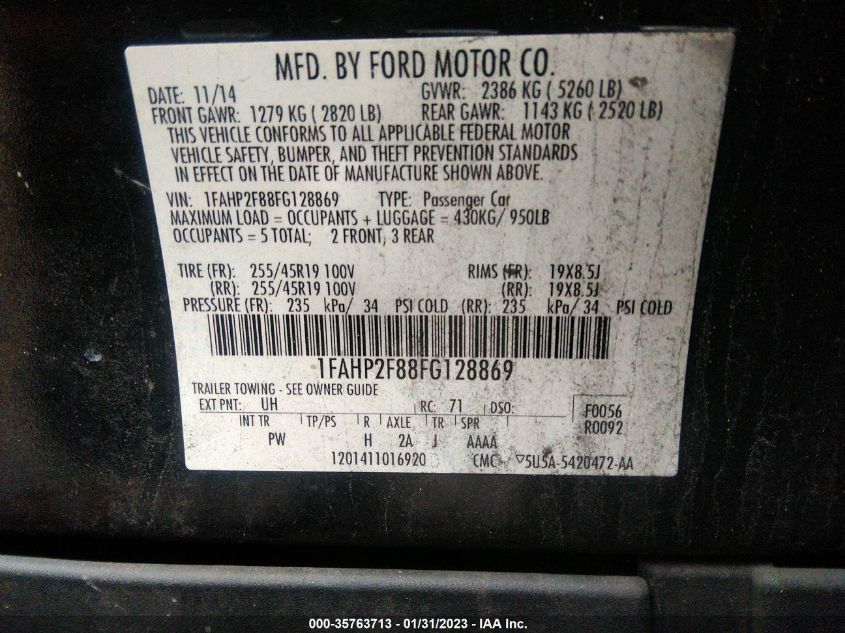 MFD. BY FORD MOTOR CO.
DATE: 11/14 GVWR: 2386 KG ( 5260 LB)
FRONT GAWR: 1279 KG ( 2820 LB) REAR GAWR: 1143 KG ( 2520 LB)
THIS VEHICLE CONFORMS TO ALL APPLICABLE FEDERAL MOTOR
VEHICLE SAFETY, BUMPER, AND THEFT PREVENTION STANDARDS
IN EFFECT ON THE DATE OF MANUFACTURE SHOWN ABOVE.
VIN: 1FAHP2F88FG128869 TYPE: Passenger Car
MAXIMUM LOAD = OCCUPANTS + LUGGAGE = 430KG/ 950LB
OCCUPANTS = 5 TOTAL; 2 FRONT, 3 REAR
TIRE (FR): 255/45R19 100V RIMS (FR): 19X8.5J
(RR): 255/45R19 100V (RR): 19X8.5J
PRESSURE (FR): 235 kPa/ 34 PSI COLD (RR): 235 kPa/ 34 PSI COLD
1FAHP2F88FG128869
TRAILER TOWING - SEE OWNER GUIDE
EXT PNT: UH RC: 71 DSO: F0056
INT TR TP/PS R AXLE TR SPR R0092
PW H 2A J AAAA
1201411016920 CMC ▽5U5A-5420472-AA
000-35763713 - 01/31/2023 - IAA Inc.